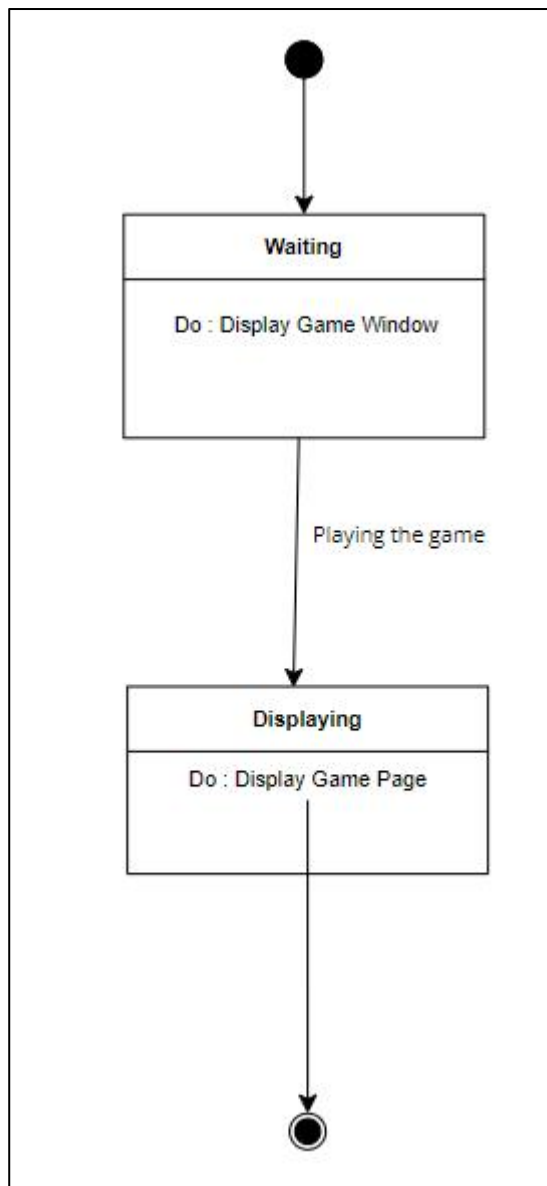 Waiting
Do : Display Game Window
Playing the game
Displaying
Do : Display Game Page